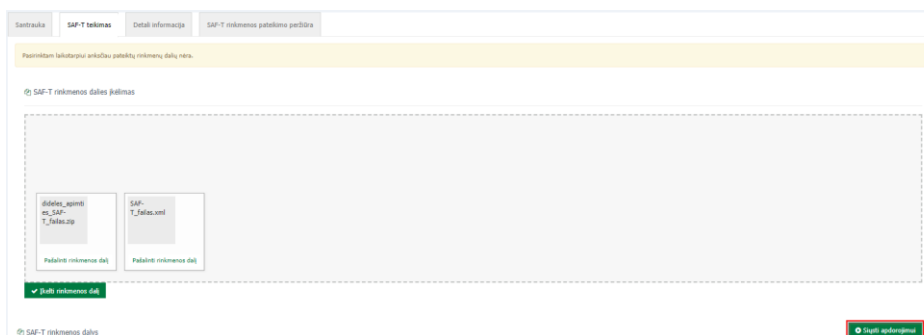 Santrauka SAF-T teikimas Detali informacija SAF-T rinkmenos pateikimo peržiūra
Pasirinktam laikotarpiui anksčiau pateiktų rinkmenų dalių nėra.
SAF-T rinkmenos dalies įkėlimas
dideles_apimti
es_SAF-
T_failas.zip
SAF-
T_failas.xml
Pašalinti rinkmenos dalį Pašalinti rinkmenos dalį
Įkelti rinkmenos dalį
SAF-T rinkmenos dalys Siųsti apdorojimui